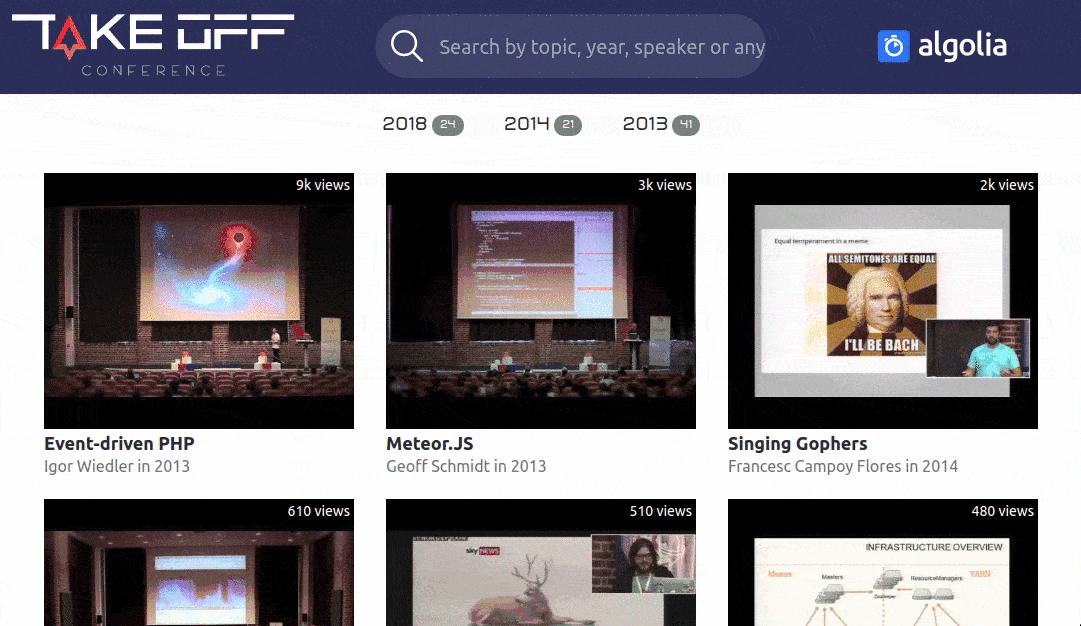 TAKE OFF
CONFERENCE
Search by topic, year, speaker or any
algolia
2018 24
2014 21
2013 41
9k views
3k views
2k views
Equal temperament in a meme
ALL SEMITONES ARE EQUAL
I'LL BE BACH
Event-driven PHP
Igor Wiedler in 2013
Meteor.JS
Geoff Schmidt in 2013
Singing Gophers
Francesc Campoy Flores in 2014
610 views
510 views
480 views
sky NEWS
INFRASTRUCTURE OVERVIEW
Mesos
Masters
ResourceManagers
YARN